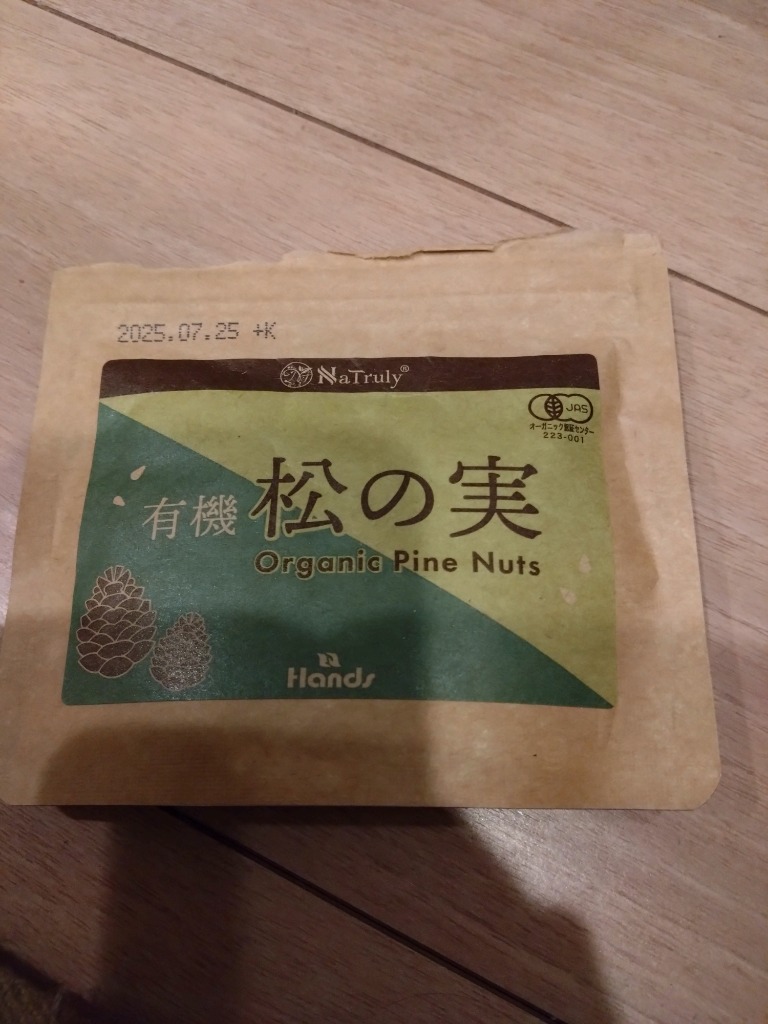 2025.07.25 +K
NaTruly®
JAS
オーガニック認証センター
223-001
有機 松の実
Organic Pine Nuts
Hands